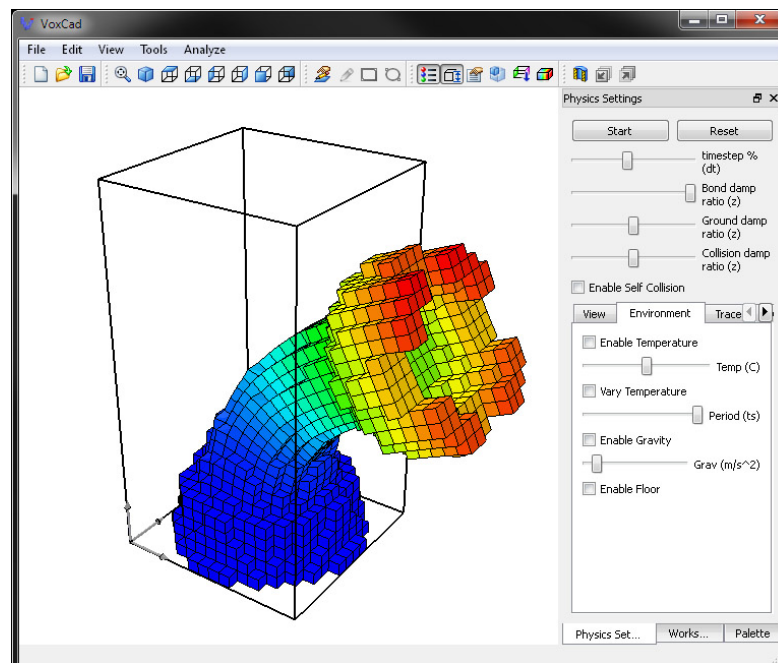 VoxCad
File Edit View Tools Analyze
Physics Settings
Start Reset
timestep %
(dt)
Bond damp
ratio (z)
Ground damp
ratio (z)
Collision damp
ratio (z)
Enable Self Collision
View Environment Trace
Enable Temperature
Temp (C)
Vary Temperature
Period (ts)
Enable Gravity
Grav (m/s^2)
Enable Floor
Physics Set... Works... Palette